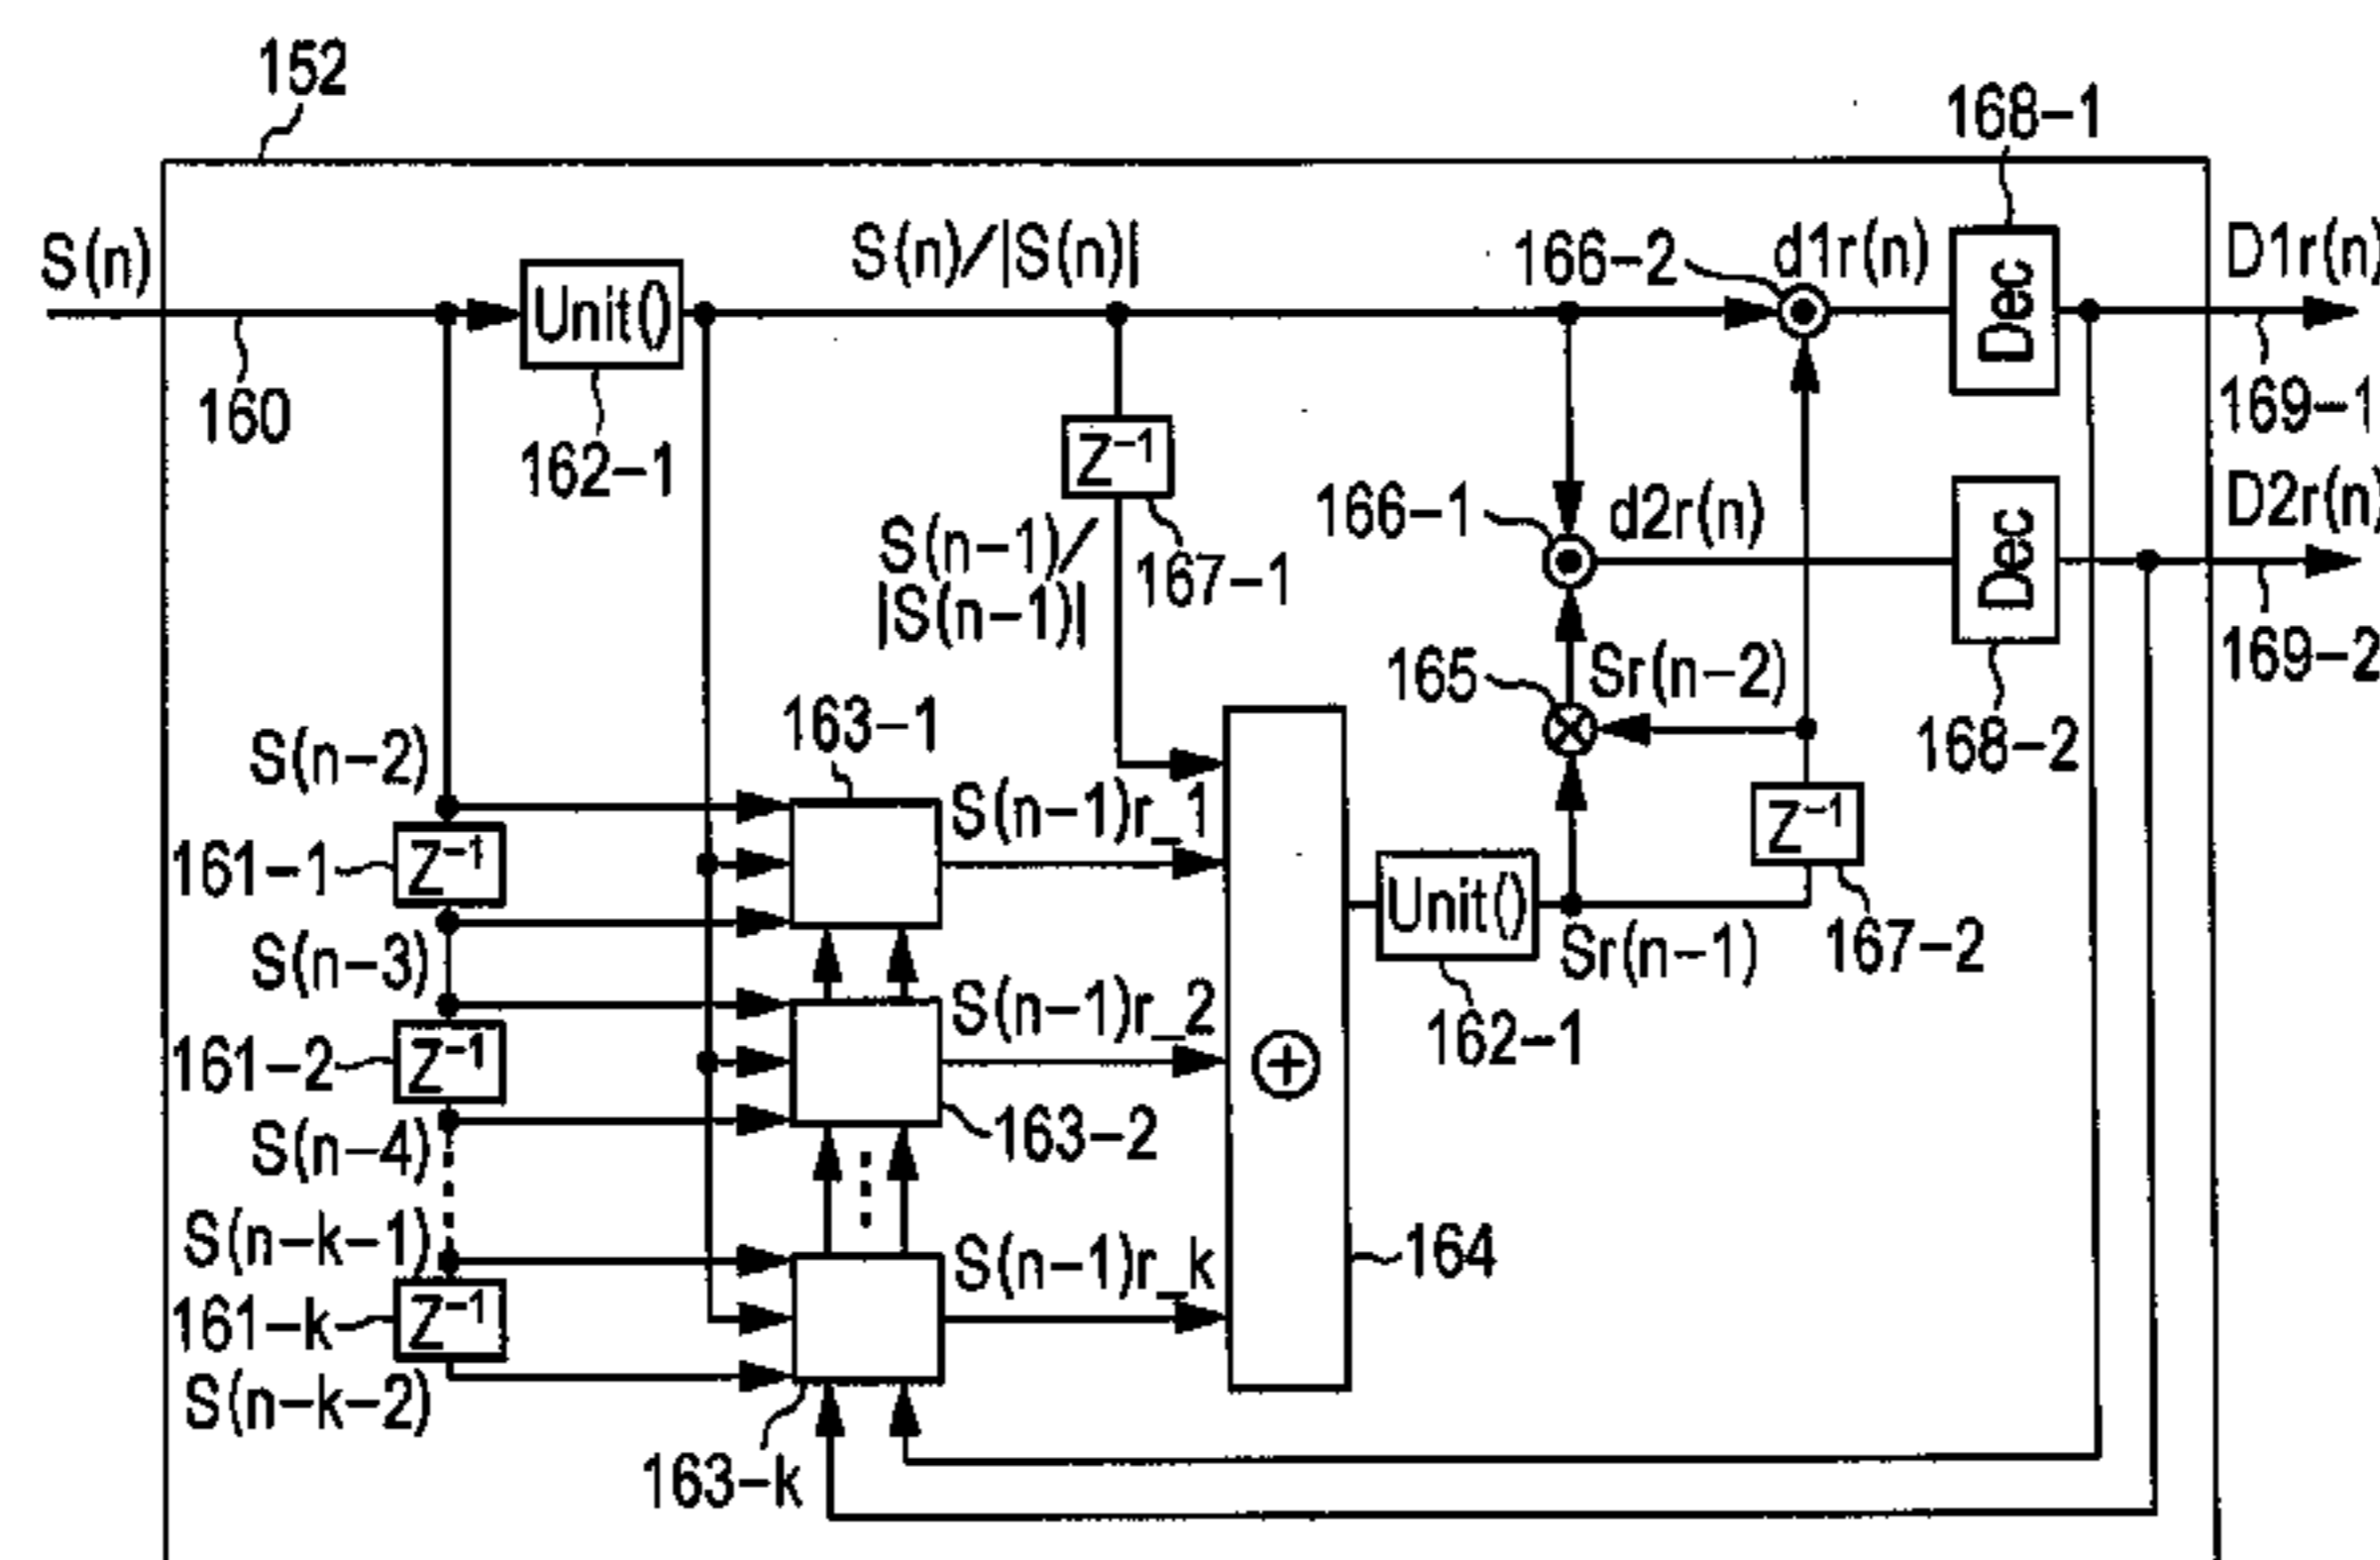 152
168-1
S(n)
Unit()
S(n)/|S(n)|
166-2
d1r(n)
Dec
D1r(n)
160
162-1
Z⁻¹
169-1
S(n-1)/
|S(n-1)|
167-1
166-1
d2r(n)
Dec
D2r(n)
169-2
165
Sr(n-2)
168-2
S(n-2)
163-1
S(n-1)r_1
161-1
Z⁻¹
Z⁻¹
Unit()
Sr(n-1)
167-2
S(n-3)
S(n-1)r_2
162-1
161-2
Z⁻¹
163-2
S(n-4)
S(n-k-1)
S(n-1)r_k
164
161-k
Z⁻¹
S(n-k-2)
163-k